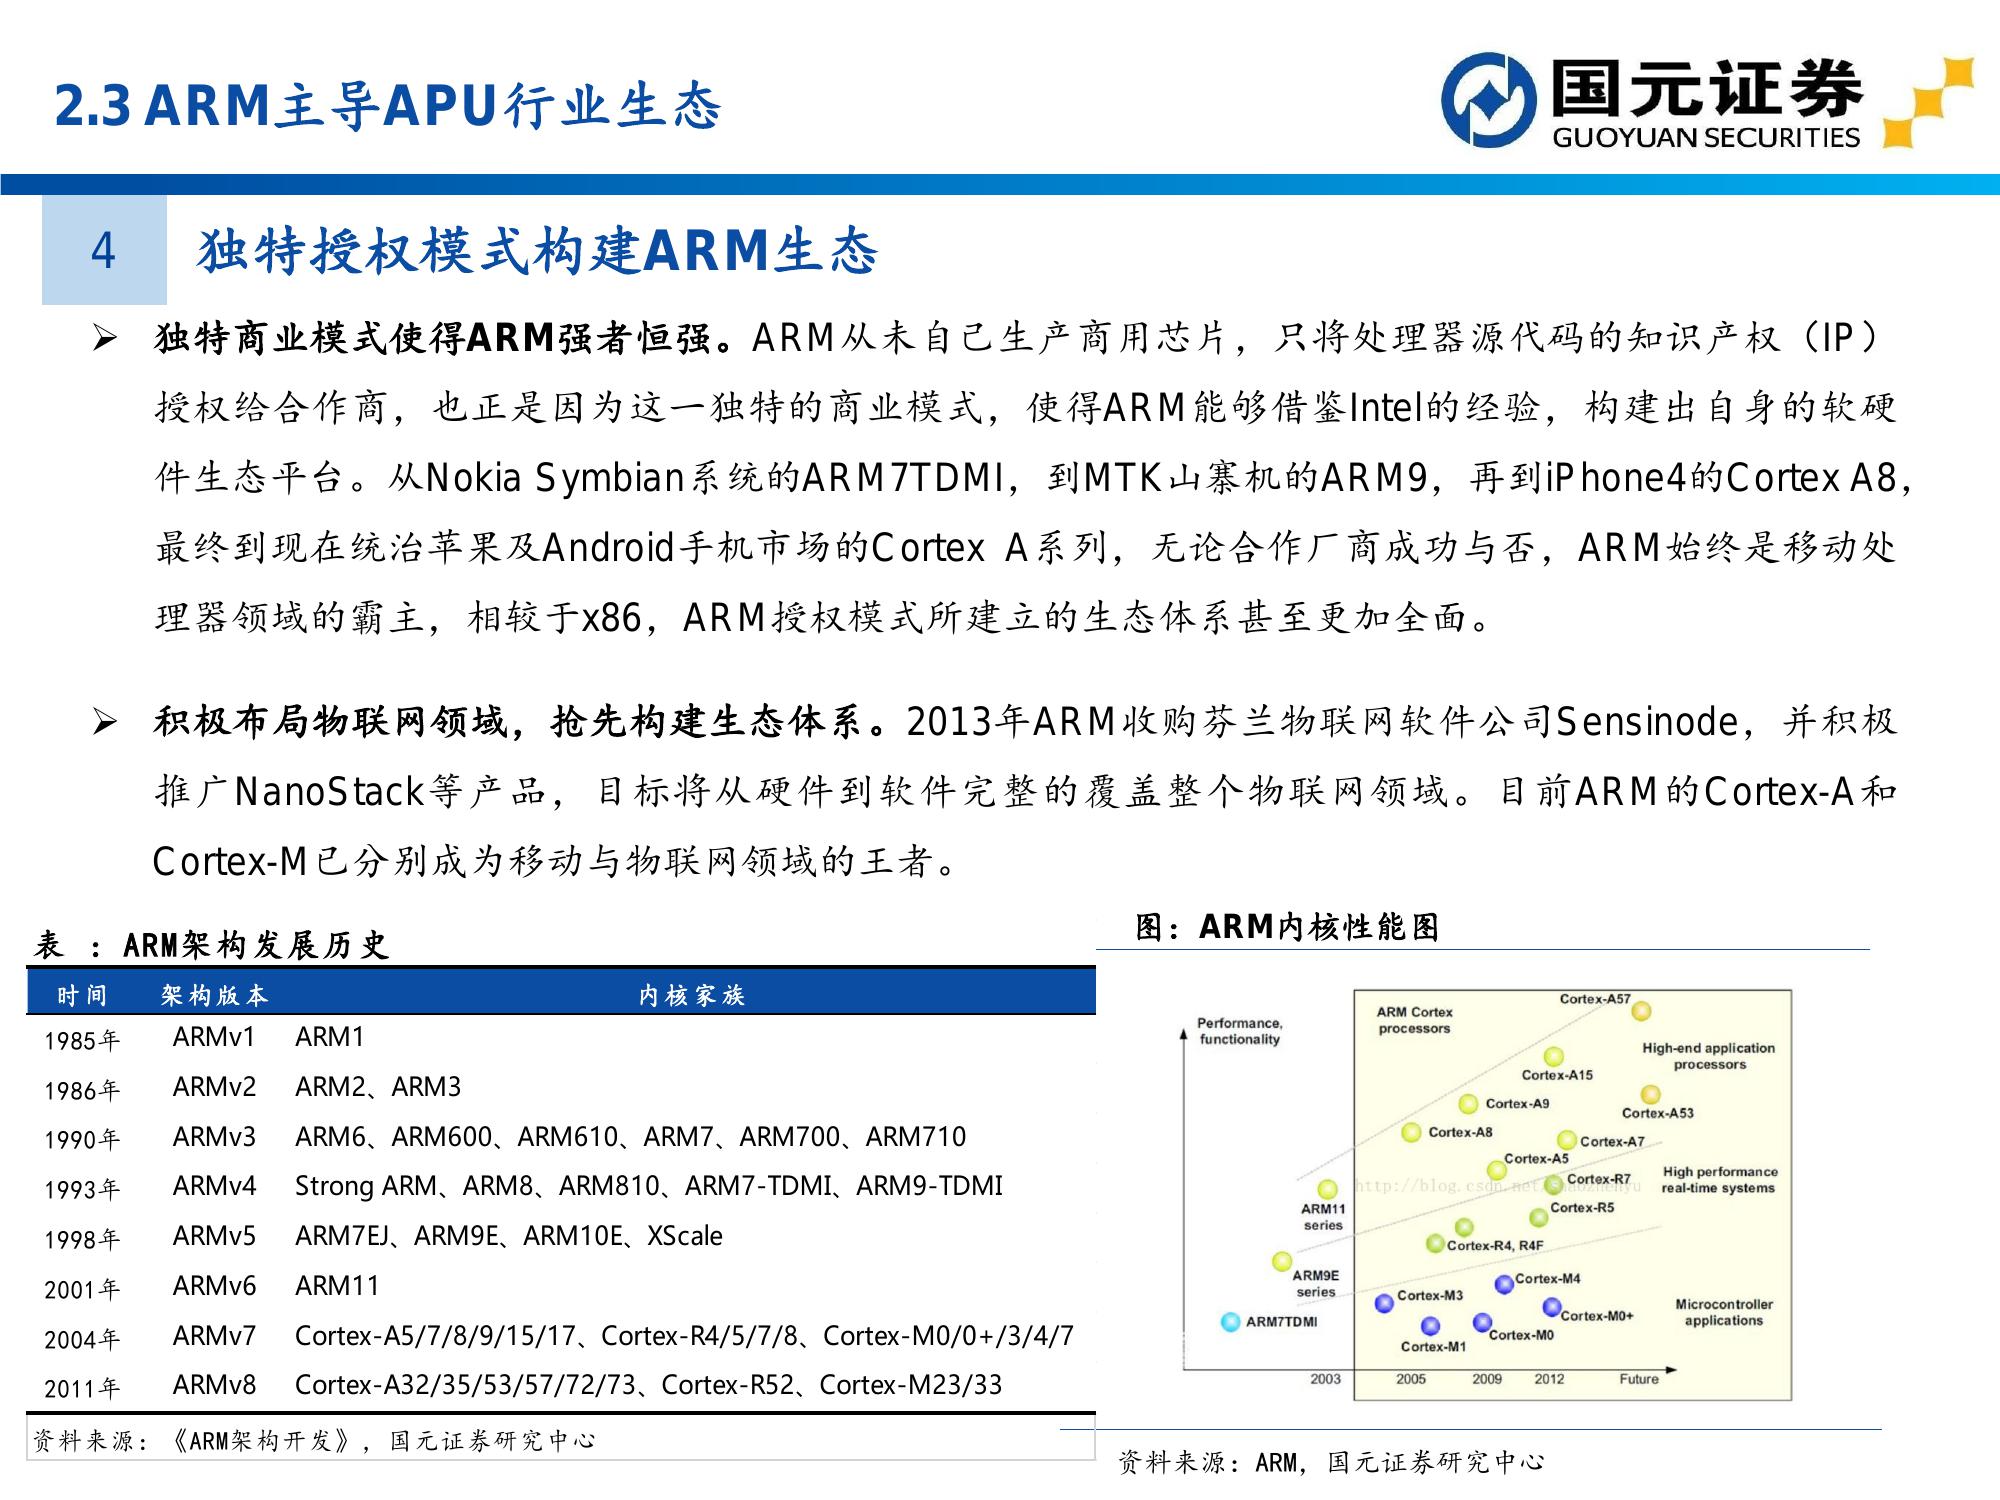 2.3 ARM主导APU行业生态
国元证券
GUOYUAN SECURITIES
4
独特授权模式构建ARM生态
➢ 独特商业模式使得ARM强者恒强。ARM从未自己生产商用芯片，只将处理器源代码的知识产权（IP）
授权给合作商，也正是因为这一独特的商业模式，使得ARM能够借鉴Intel的经验，构建出自身的软硬
件生态平台。从Nokia Symbian系统的ARM7TDMI，到MTK山寨机的ARM9，再到iPhone4的Cortex A8，
最终到现在统治苹果及Android手机市场的Cortex A系列，无论合作厂商成功与否，ARM始终是移动处
理器领域的霸主，相较于x86，ARM授权模式所建立的生态体系甚至更加全面。
➢ 积极布局物联网领域，抢先构建生态体系。2013年ARM收购芬兰物联网软件公司Sensinode，并积极
推广NanoStack等产品，目标将从硬件到软件完整的覆盖整个物联网领域。目前ARM的Cortex-A和
Cortex-M已分别成为移动与物联网领域的王者。
表 ：ARM架构发展历史
时间 架构版本 内核家族
1985年 ARMv1 ARM1
1986年 ARMv2 ARM2、ARM3
1990年 ARMv3 ARM6、ARM600、ARM610、ARM7、ARM700、ARM710
1993年 ARMv4 Strong ARM、ARM8、ARM810、ARM7-TDMI、ARM9-TDMI
1998年 ARMv5 ARM7EJ、ARM9E、ARM10E、XScale
2001年 ARMv6 ARM11
2004年 ARMv7 Cortex-A5/7/8/9/15/17、Cortex-R4/5/7/8、Cortex-M0/0+/3/4/7
2011年 ARMv8 Cortex-A32/35/53/57/72/73、Cortex-R52、Cortex-M23/33
资料来源：《ARM架构开发》，国元证券研究中心
图：ARM内核性能图
Performance,
functionality
ARM Cortex
processors
Cortex-A57
High-end application
processors
Cortex-A15
Cortex-A9
Cortex-A53
Cortex-A8
Cortex-A7
Cortex-A5
Cortex-R7
High performance
real-time systems
http://blog.csdn.net/
ARM11
series
Cortex-R5
Cortex-R4, R4F
ARM9E
series
Cortex-M4
Cortex-M3
Cortex-M0+
Microcontroller
applications
ARM7TDMI
Cortex-M0
Cortex-M1
2003 2005 2009 2012 Future
资料来源：ARM，国元证券研究中心